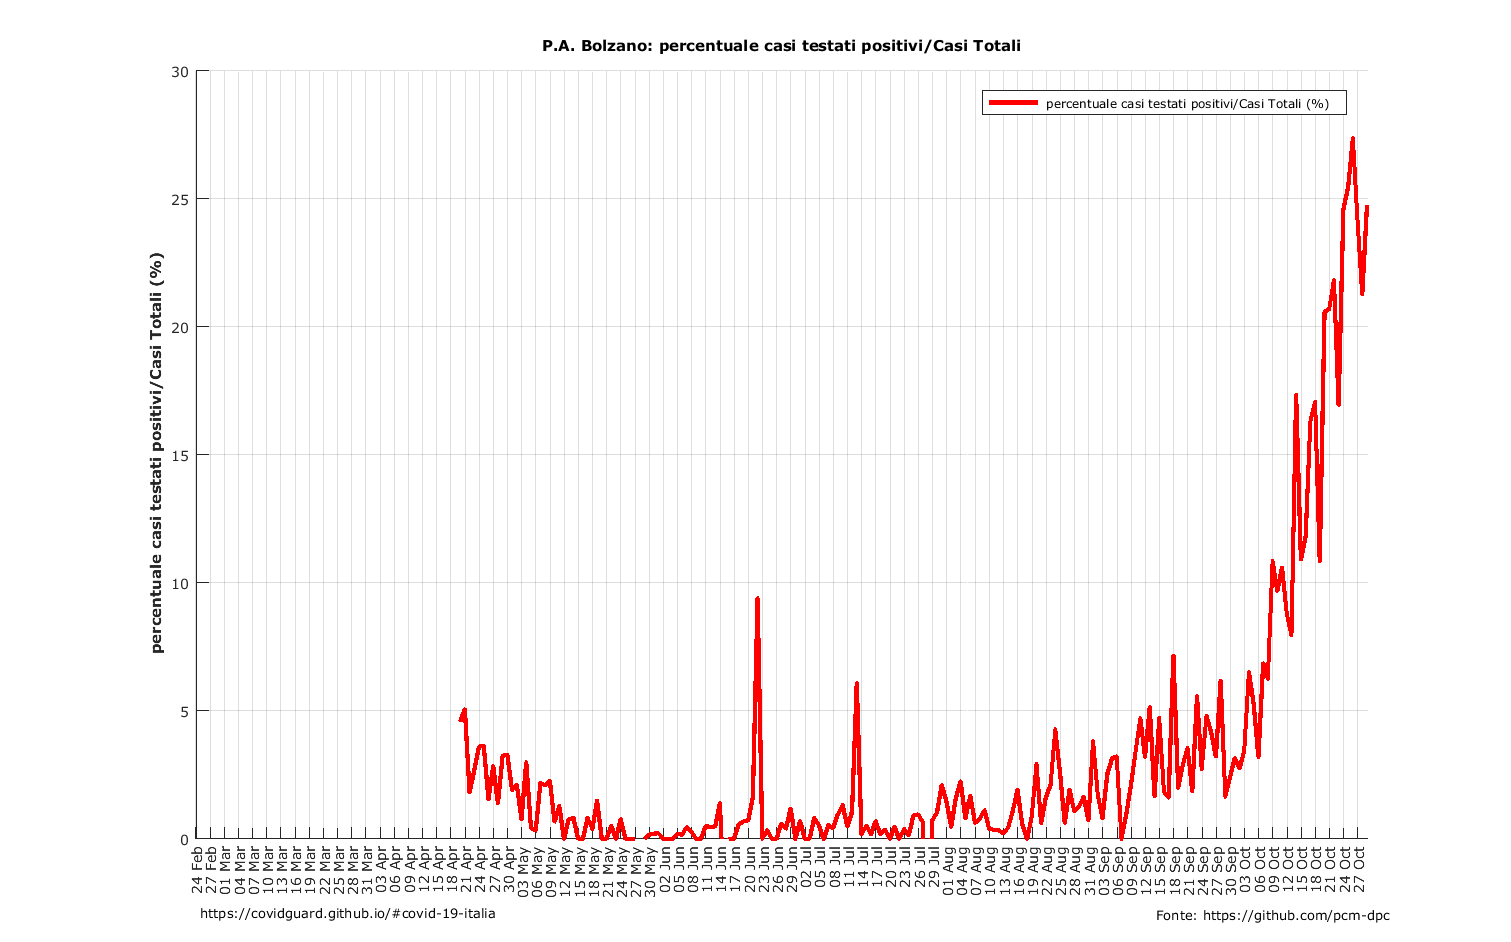 P.A. Bolzano: percentuale casi testati positivi/Casi Totali
percentuale casi testati positivi/Casi Totali (%)
percentuale casi testati positivi/Casi Totali (%)
30
25
20
15
10
5
0
24 Feb
27 Feb
01 Mar
04 Mar
07 Mar
10 Mar
13 Mar
16 Mar
19 Mar
22 Mar
25 Mar
28 Mar
31 Mar
03 Apr
06 Apr
09 Apr
12 Apr
15 Apr
18 Apr
21 Apr
24 Apr
27 Apr
30 Apr
03 May
06 May
09 May
12 May
15 May
18 May
21 May
24 May
27 May
30 May
02 Jun
05 Jun
08 Jun
11 Jun
14 Jun
17 Jun
20 Jun
23 Jun
26 Jun
29 Jun
02 Jul
05 Jul
08 Jul
11 Jul
14 Jul
17 Jul
20 Jul
23 Jul
26 Jul
29 Jul
01 Aug
04 Aug
07 Aug
10 Aug
13 Aug
16 Aug
19 Aug
22 Aug
25 Aug
28 Aug
31 Aug
03 Sep
06 Sep
09 Sep
12 Sep
15 Sep
18 Sep
21 Sep
24 Sep
27 Sep
30 Sep
03 Oct
06 Oct
09 Oct
12 Oct
15 Oct
18 Oct
21 Oct
24 Oct
27 Oct
https://covidguard.github.io/#covid-19-italia
Fonte: https://github.com/pcm-dpc